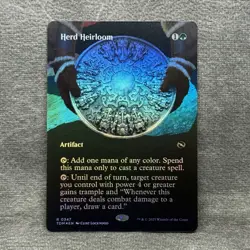 Herd Heirloom 1
Artifact
: Add one mana of any color. Spend
this mana only to cast a creature spell.
: Until end of turn, target creature
you control with power 4 or greater
gains trample and "Whenever this
creature deals combat damage to a
player, draw a card."